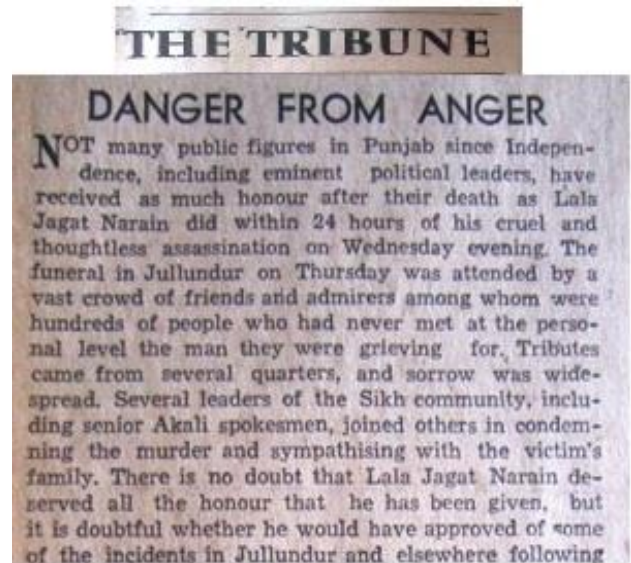 THE TRIBUNE
DANGER FROM ANGER
NOT many public figures in Punjab since Indepen-
dence, including eminent political leaders, have
received as much honour after their death as Lala
Jagat Narain did within 24 hours of his cruel and
thoughtless assassination on Wednesday evening. The
funeral in Jullundur on Thursday was attended by a
vast crowd of friends and admirers among whom were
hundreds of people who had never met at the perso-
nal level the man they were grieving for. Tributes
came from several quarters, and sorrow was wide-
spread. Several leaders of the Sikh community, inclu-
ding senior Akali spokesmen, joined others in condem-
ning the murder and sympathising with the victim's
family. There is no doubt that Lala Jagat Narain de-
served all the honour that he has been given, but
it is doubtful whether he would have approved of some
of the incidents in Jullundur and elsewhere following